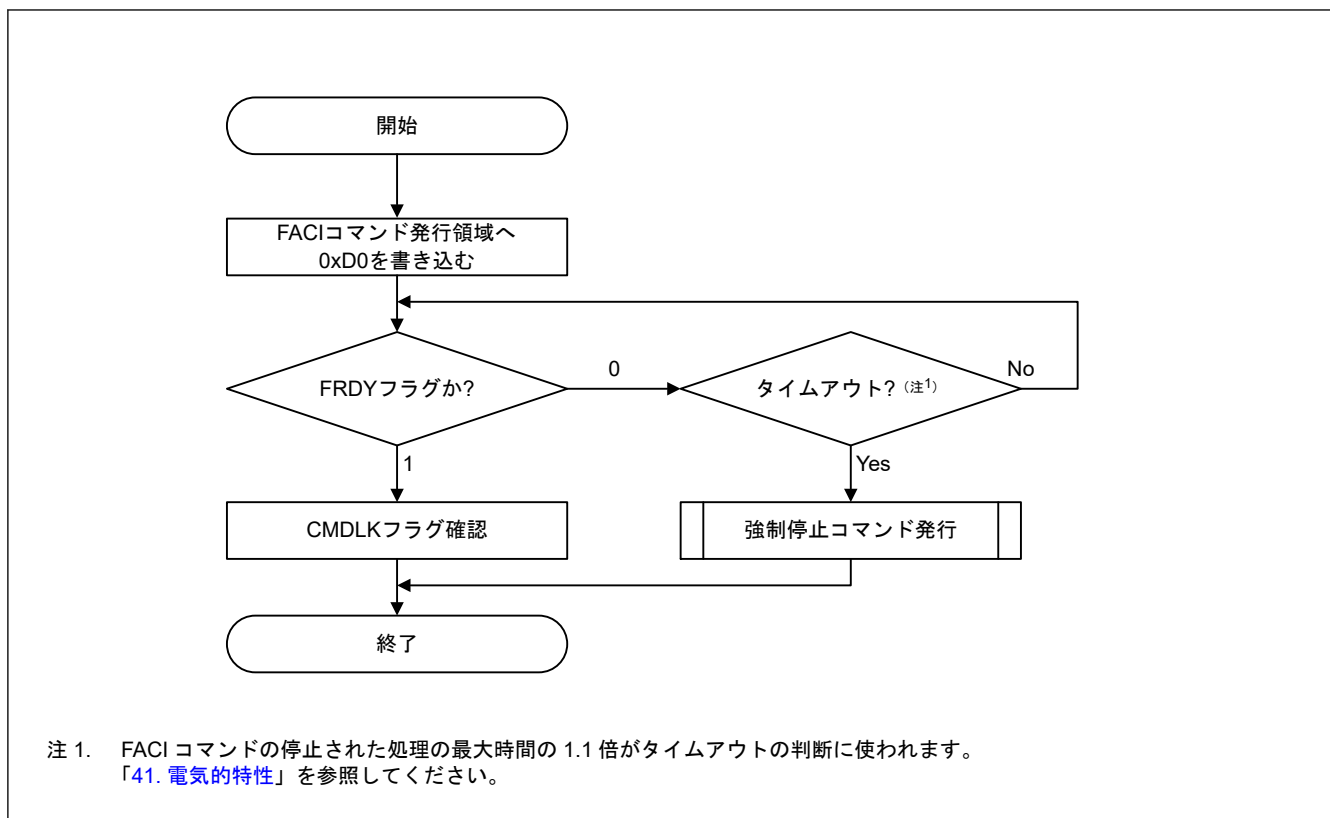 開始
FACIコマンド発行領域へ
0xD0を書き込む
FRDYフラグか?
0
タイムアウト?（注1）
No
1
Yes
CMDLKフラグ確認
強制停止コマンド発行
終了
注 1. FACI コマンドの停止された処理の最大時間の 1.1 倍がタイムアウトの判断に使われます。
「41. 電気的特性」を参照してください。